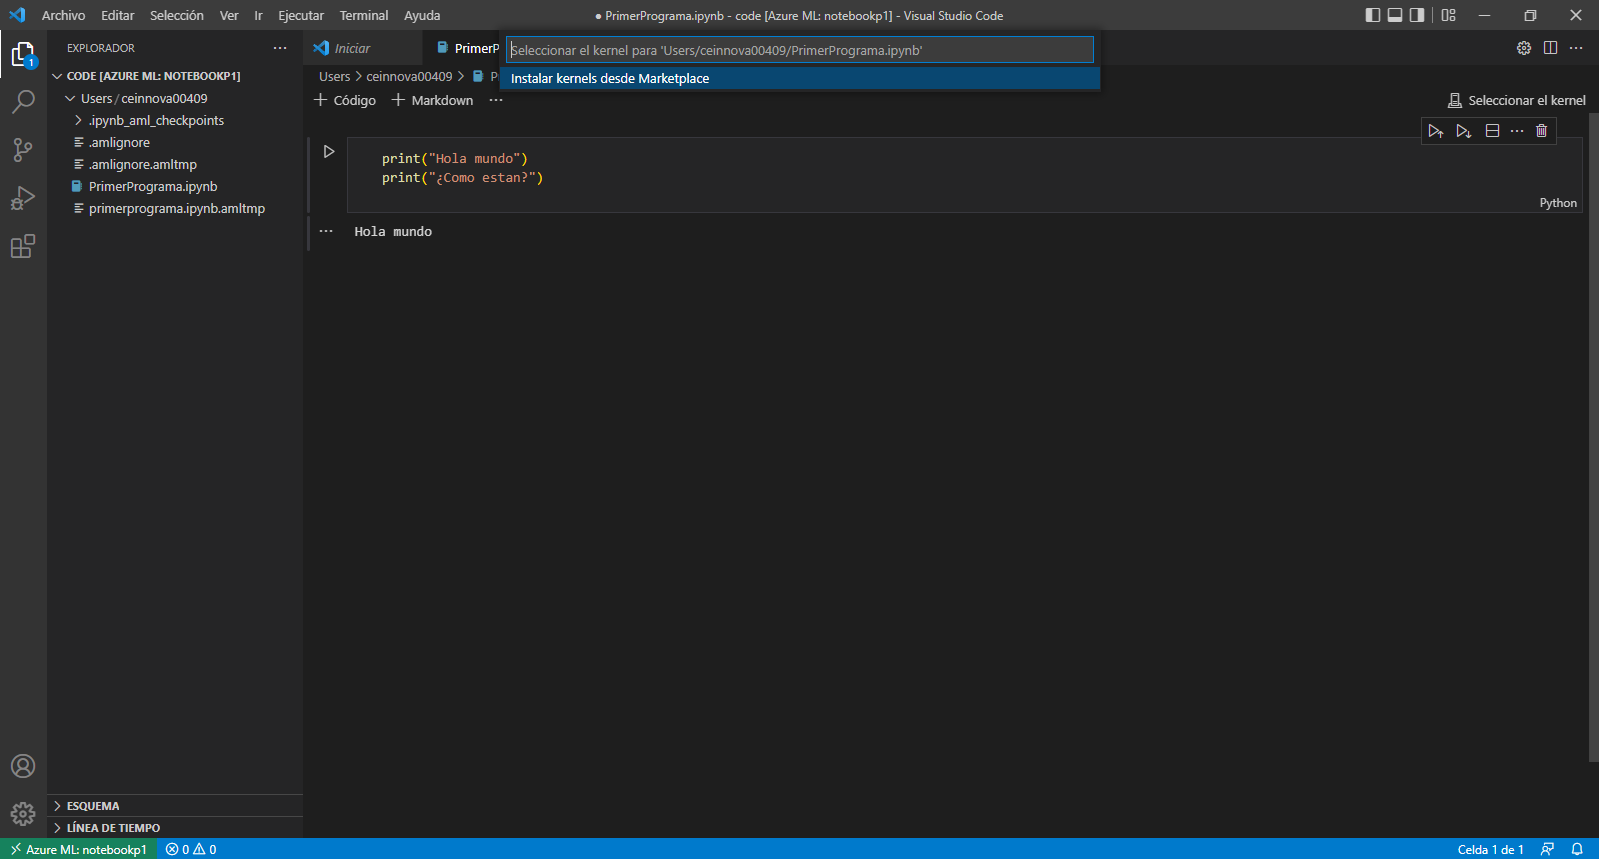 Archivo Editar Selección Ver Ir Ejecutar Terminal Ayuda
● PrimerPrograma.ipynb - code [Azure ML: notebookp1] - Visual Studio Code
EXPLORADOR
CODE [AZURE ML: NOTEBOOKP1]
Users / ceinnova00409
.ipynb_aml_checkpoints
.amlignore
.amlignore.amltmp
PrimerPrograma.ipynb
primerprograma.ipynb.amltmp
1
Iniciar
PrimerP
Seleccionar el kernel para 'Users/ceinnova00409/PrimerPrograma.ipynb'
Instalar kernels desde Marketplace
Users > ceinnova00409 > P
+ Código + Markdown ...
Seleccionar el kernel
print("Hola mundo")
print("¿Como estan?")
Python
Hola mundo
ESQUEMA
LÍNEA DE TIEMPO
Azure ML: notebookp1
0 0
Celda 1 de 1